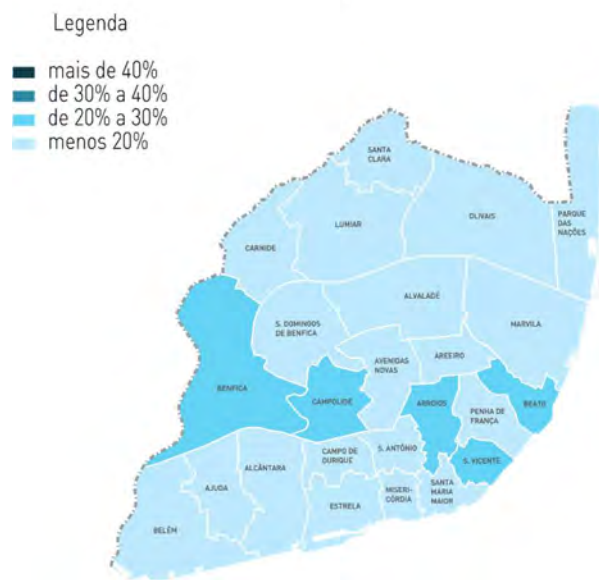 Legenda
mais de 40%
de 30% a 40%
de 20% a 30%
menos 20%
SANTA
CLARA
LUMIAR
OLIVAIS
PARQUE
DAS
NAÇÕES
CARNIDE
ALVALADE
S. DOMINGOS
DE BENFICA
MARVILA
AVENIDAS
NOVAS
AREEIRO
BENFICA
CAMPOLIDE
ARROIOS
BEATO
PENHA DE
FRANÇA
S. ANTÓNIO
CAMPO DE
OURIQUE
S. VICENTE
ALCÂNTARA
AJUDA
MISERI-
CÓRDIA
SANTA
MARIA
MAIOR
ESTRELA
BELÉM